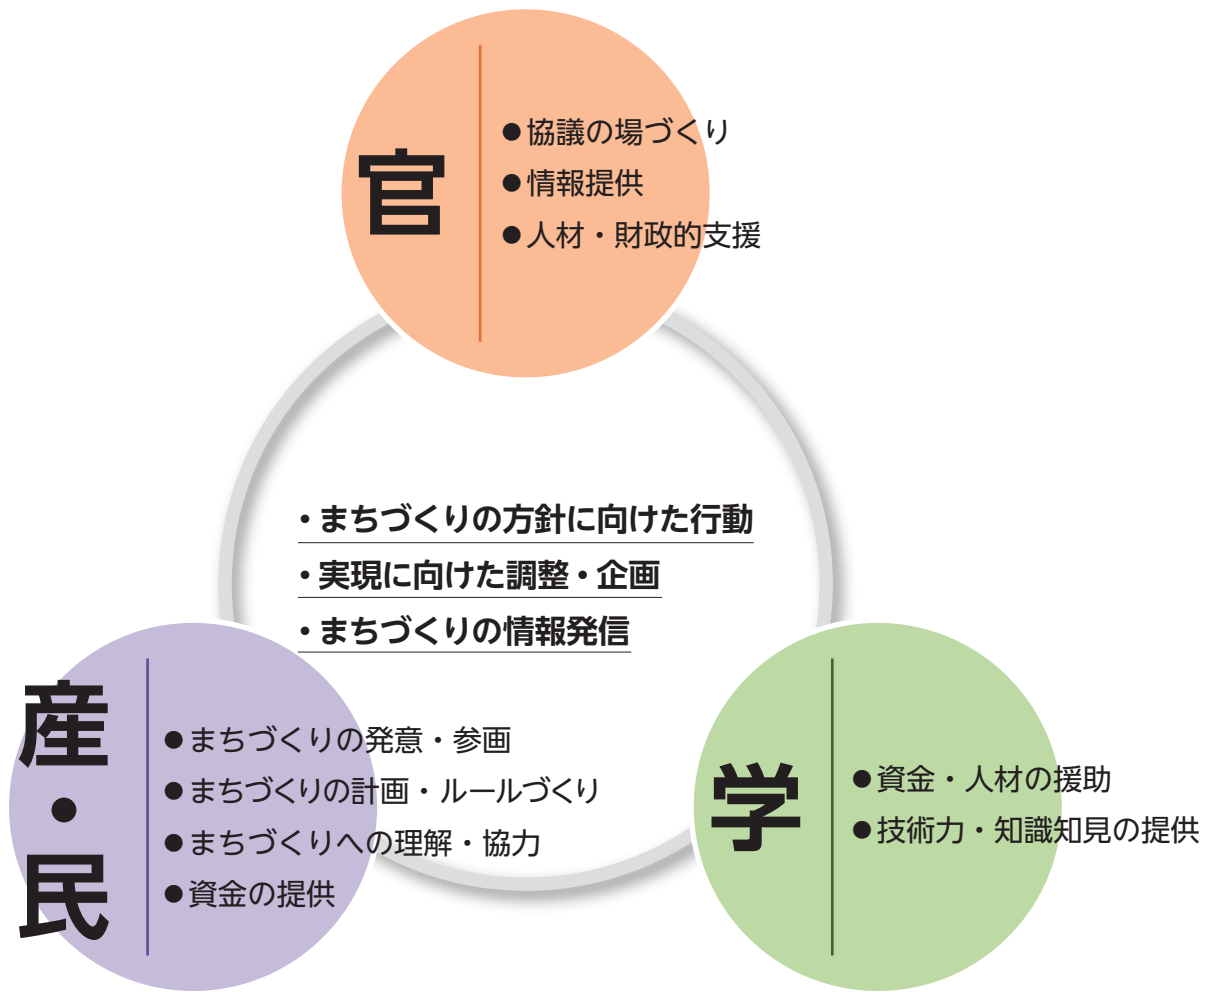 官
●協議の場づくり
●情報提供
●人材・財政的支援
・まちづくりの方針に向けた行動
・実現に向けた調整・企画
・まちづくりの情報発信
産・民
●まちづくりの発意・参画
●まちづくりの計画・ルールづくり
●まちづくりへの理解・協力
●資金の提供
学
●資金・人材の援助
●技術力・知識知見の提供